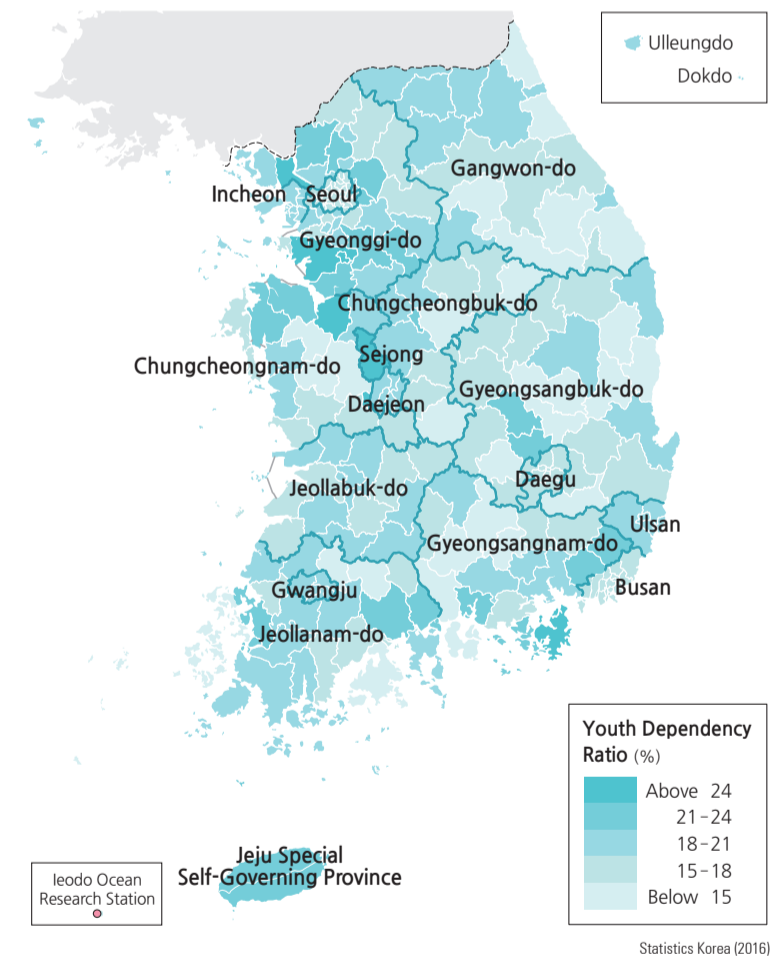 Ulleungdo
Dokdo
Gangwon-do
Incheon
Seoul
Gyeonggi-do
Chungcheongbuk-do
Sejong
Chungcheongnam-do
Gyeongsangbuk-do
Daejeon
Daegu
Jeollabuk-do
Ulsan
Gyeongsangnam-do
Busan
Gwangju
Jeollanam-do
Youth Dependency
Ratio (%)
Above 24
21–24
18–21
15–18
Below 15
Jeju Special
Self-Governing Province
Ieodo Ocean
Research Station
Statistics Korea (2016)